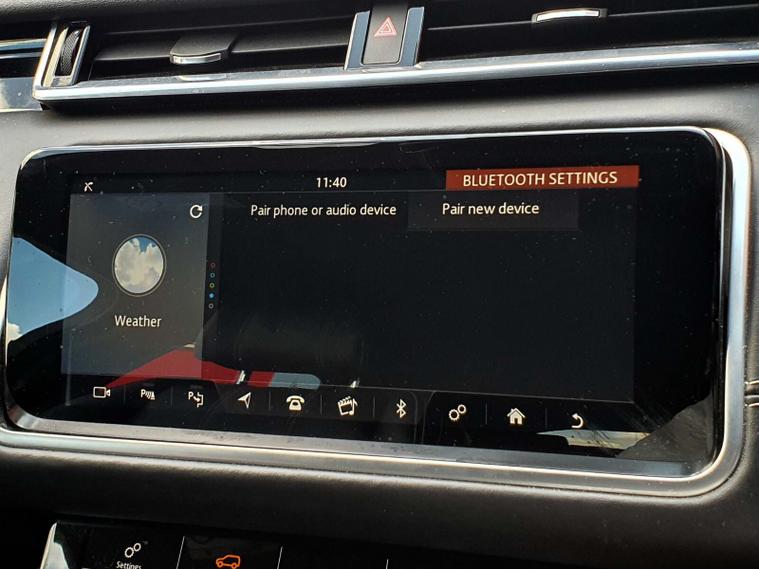 11:40
BLUETOOTH SETTINGS
Pair phone or audio device
Pair new device
Weather
Settings